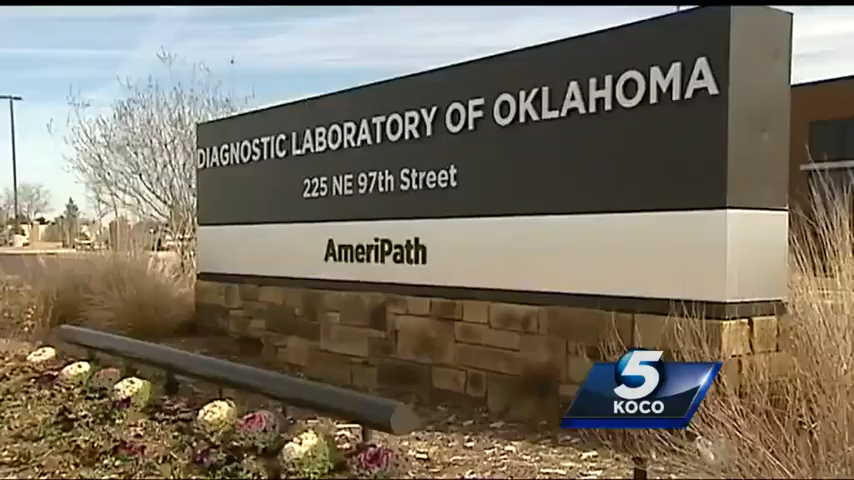 DIAGNOSTIC LABORATORY OF OKLAHOMA
225 NE 97th Street
AmeriPath
5
KOCO